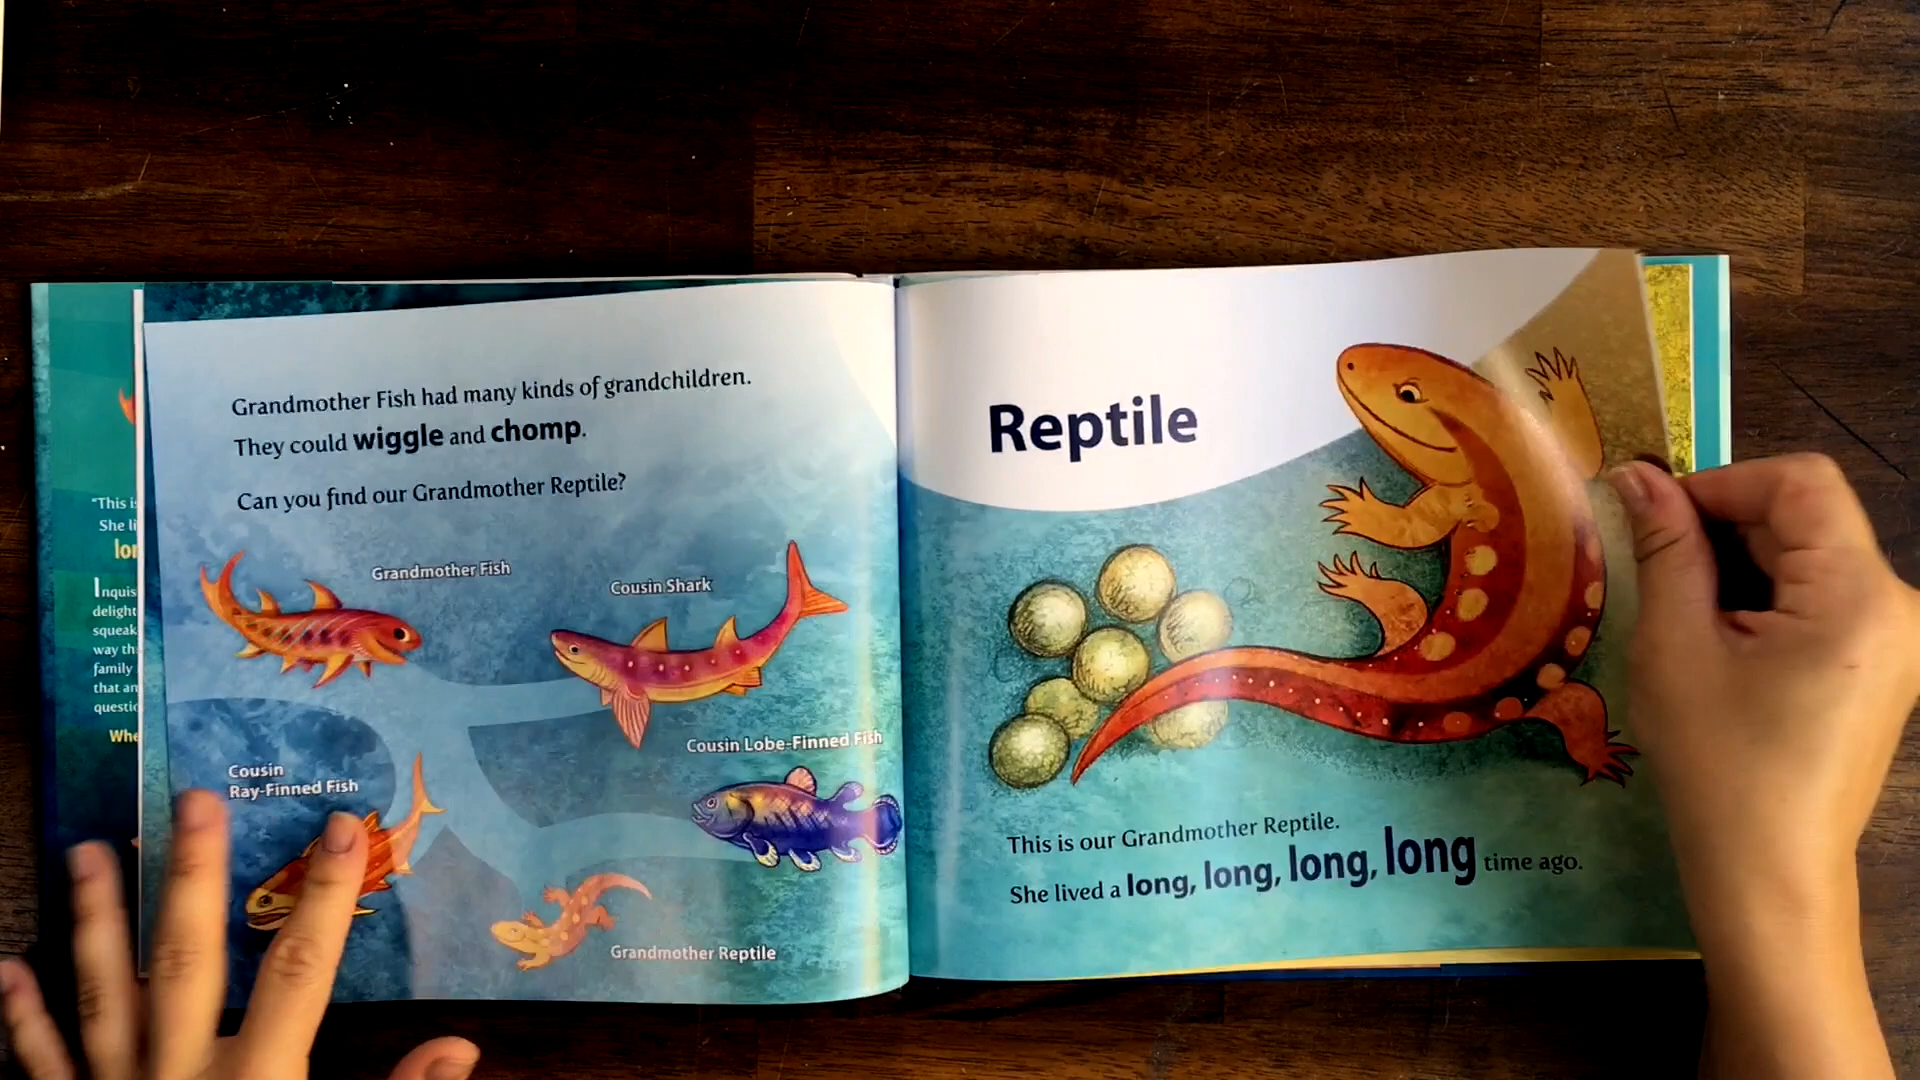 Grandmother Fish had many kinds of grandchildren.
They could wiggle and chomp.
Can you find our Grandmother Reptile?
Grandmother Fish
Cousin Shark
Cousin Lobe-Finned Fish
Cousin
Ray-Finned Fish
Grandmother Reptile
"This is
She li
lon
Inquis
delight
squeak
way th
family
that an
questio
Whe
Reptile
This is our Grandmother Reptile.
She lived a long, long, long, long time ago.